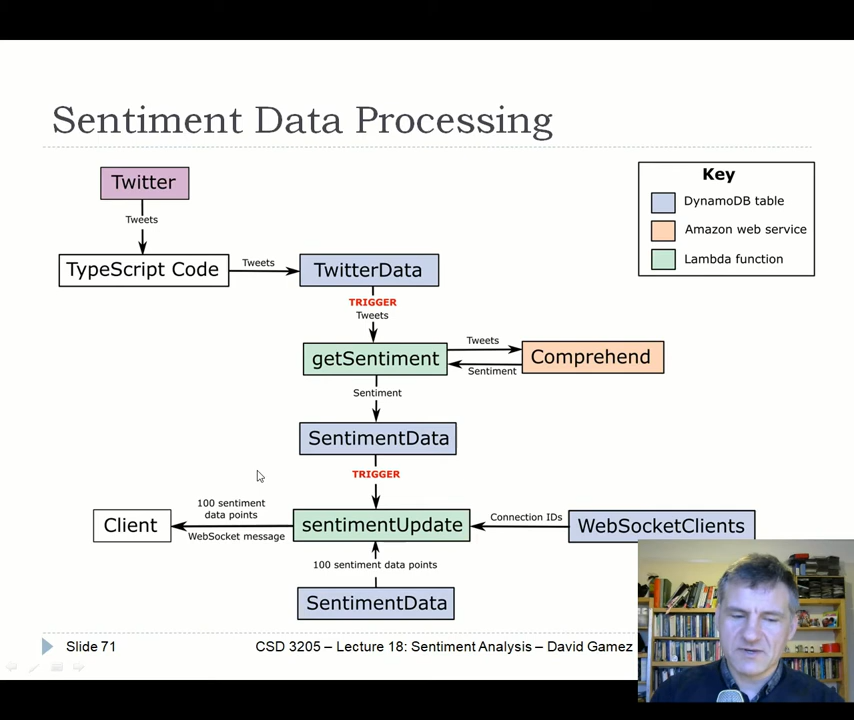 Sentiment Data Processing
Twitter
Tweets
TypeScript Code
Tweets
TwitterData
TRIGGER
Tweets
getSentiment
Tweets
Sentiment
Comprehend
Sentiment
SentimentData
TRIGGER
Client
100 sentiment
data points
WebSocket message
sentimentUpdate
Connection IDs
WebSocketClients
100 sentiment data points
SentimentData
Key
DynamoDB table
Amazon web service
Lambda function
Slide 71
CSD 3205 – Lecture 18: Sentiment Analysis – David Gamez